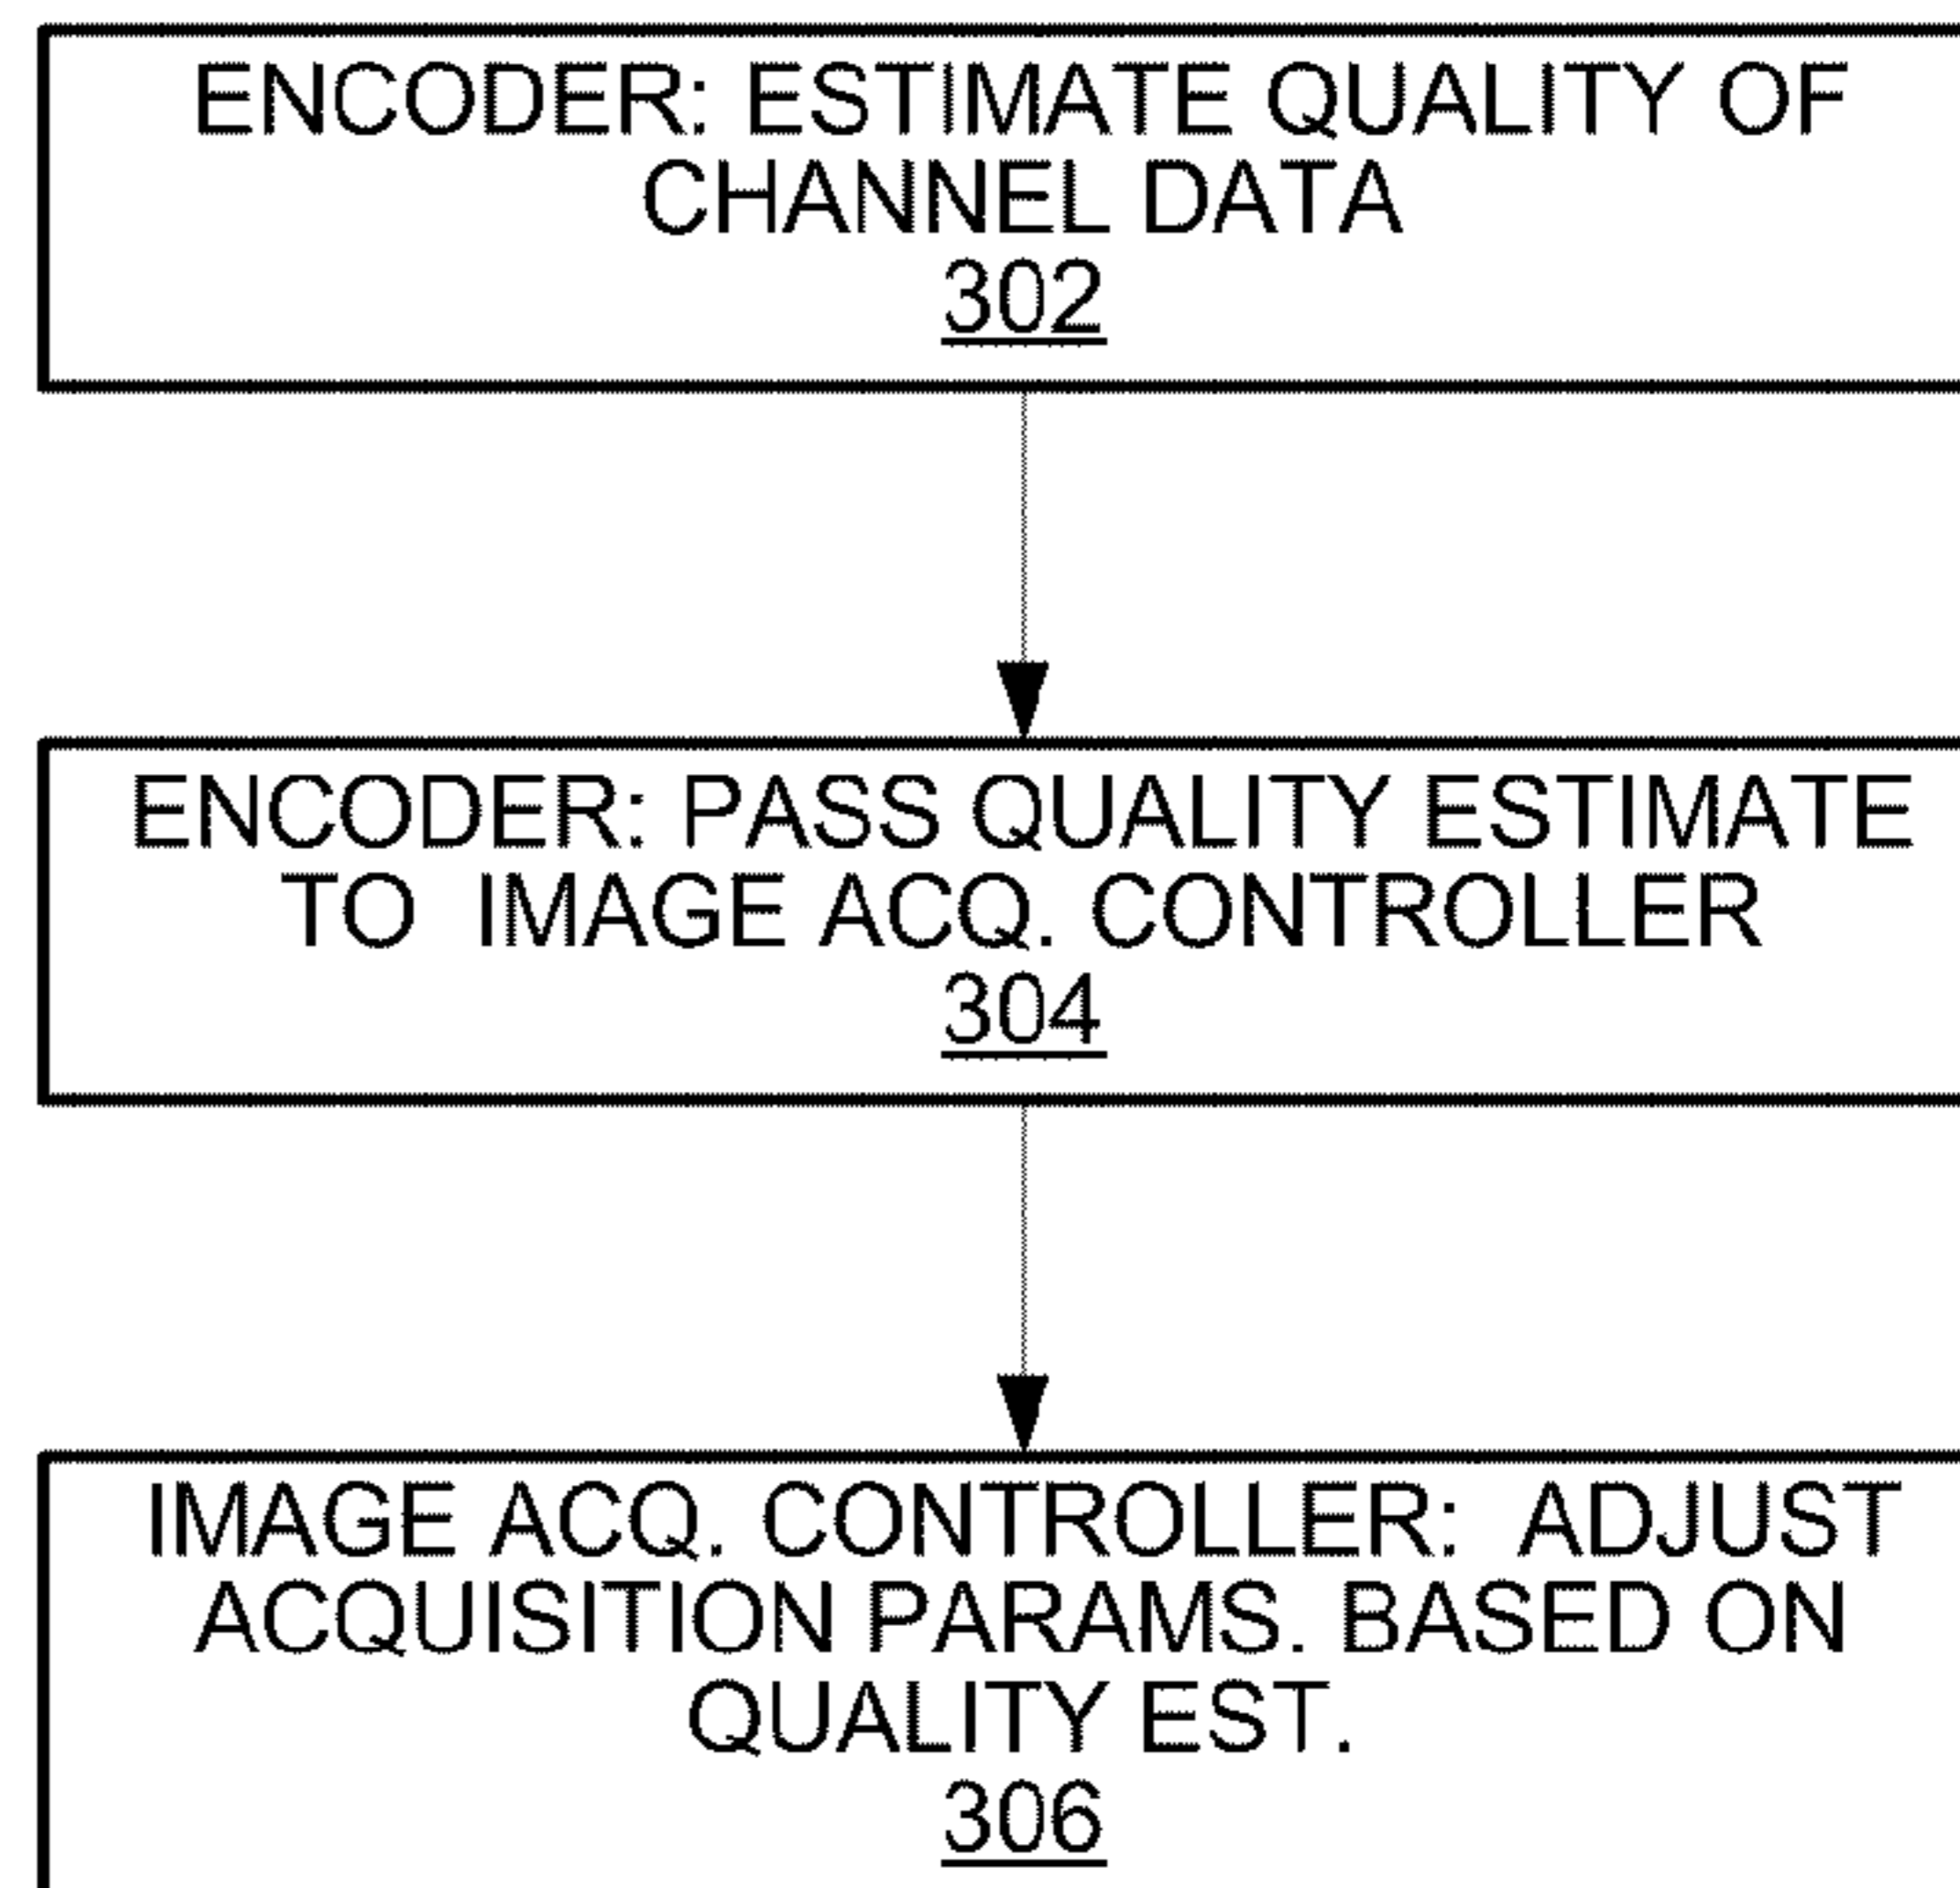 ENCODER: ESTIMATE QUALITY OF
CHANNEL DATA
302
ENCODER: PASS QUALITY ESTIMATE
TO IMAGE ACQ. CONTROLLER
304
IMAGE ACQ. CONTROLLER: ADJUST
ACQUISITION PARAMS. BASED ON
QUALITY EST.
306